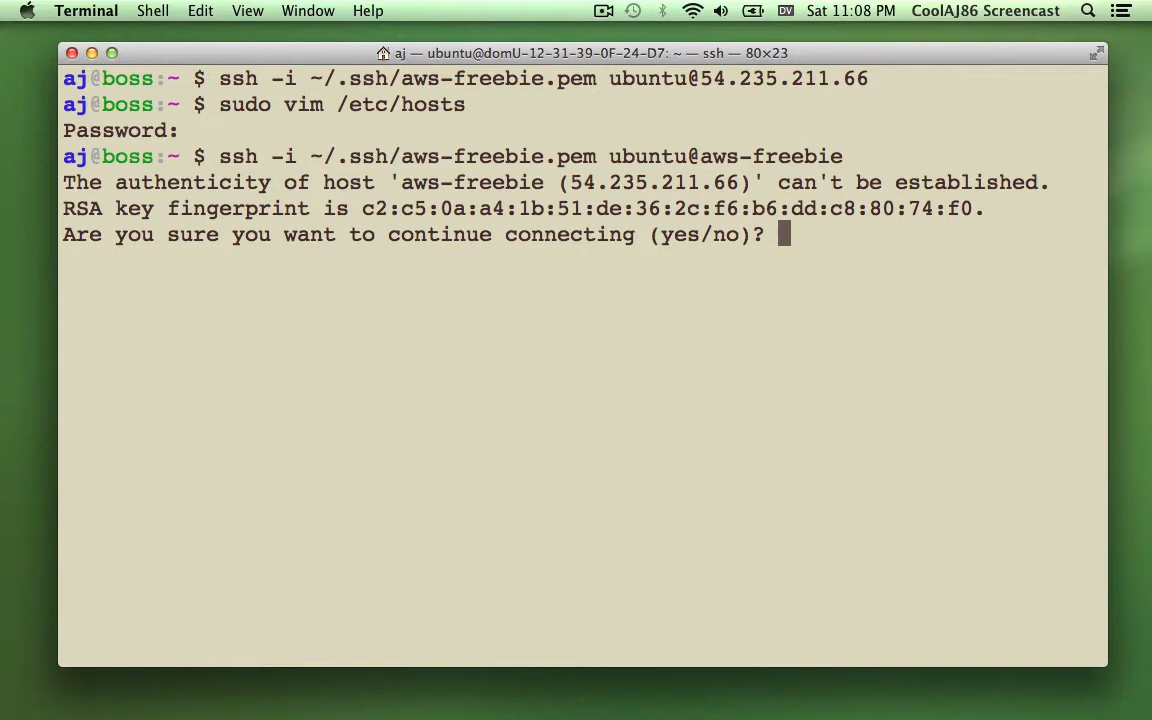 Terminal Shell Edit View Window Help DV Sat 11:08 PM CoolAJ86 Screencast
aj — ubuntu@domU-12-31-39-0F-24-D7: ~ — ssh — 80×23
aj@boss:~ $ ssh -i ~/.ssh/aws-freebie.pem ubuntu@54.235.211.66
aj@boss:~ $ sudo vim /etc/hosts
Password:
aj@boss:~ $ ssh -i ~/.ssh/aws-freebie.pem ubuntu@aws-freebie
The authenticity of host 'aws-freebie (54.235.211.66)' can't be established.
RSA key fingerprint is c2:c5:0a:a4:1b:51:de:36:2c:f6:b6:dd:c8:80:74:f0.
Are you sure you want to continue connecting (yes/no)?